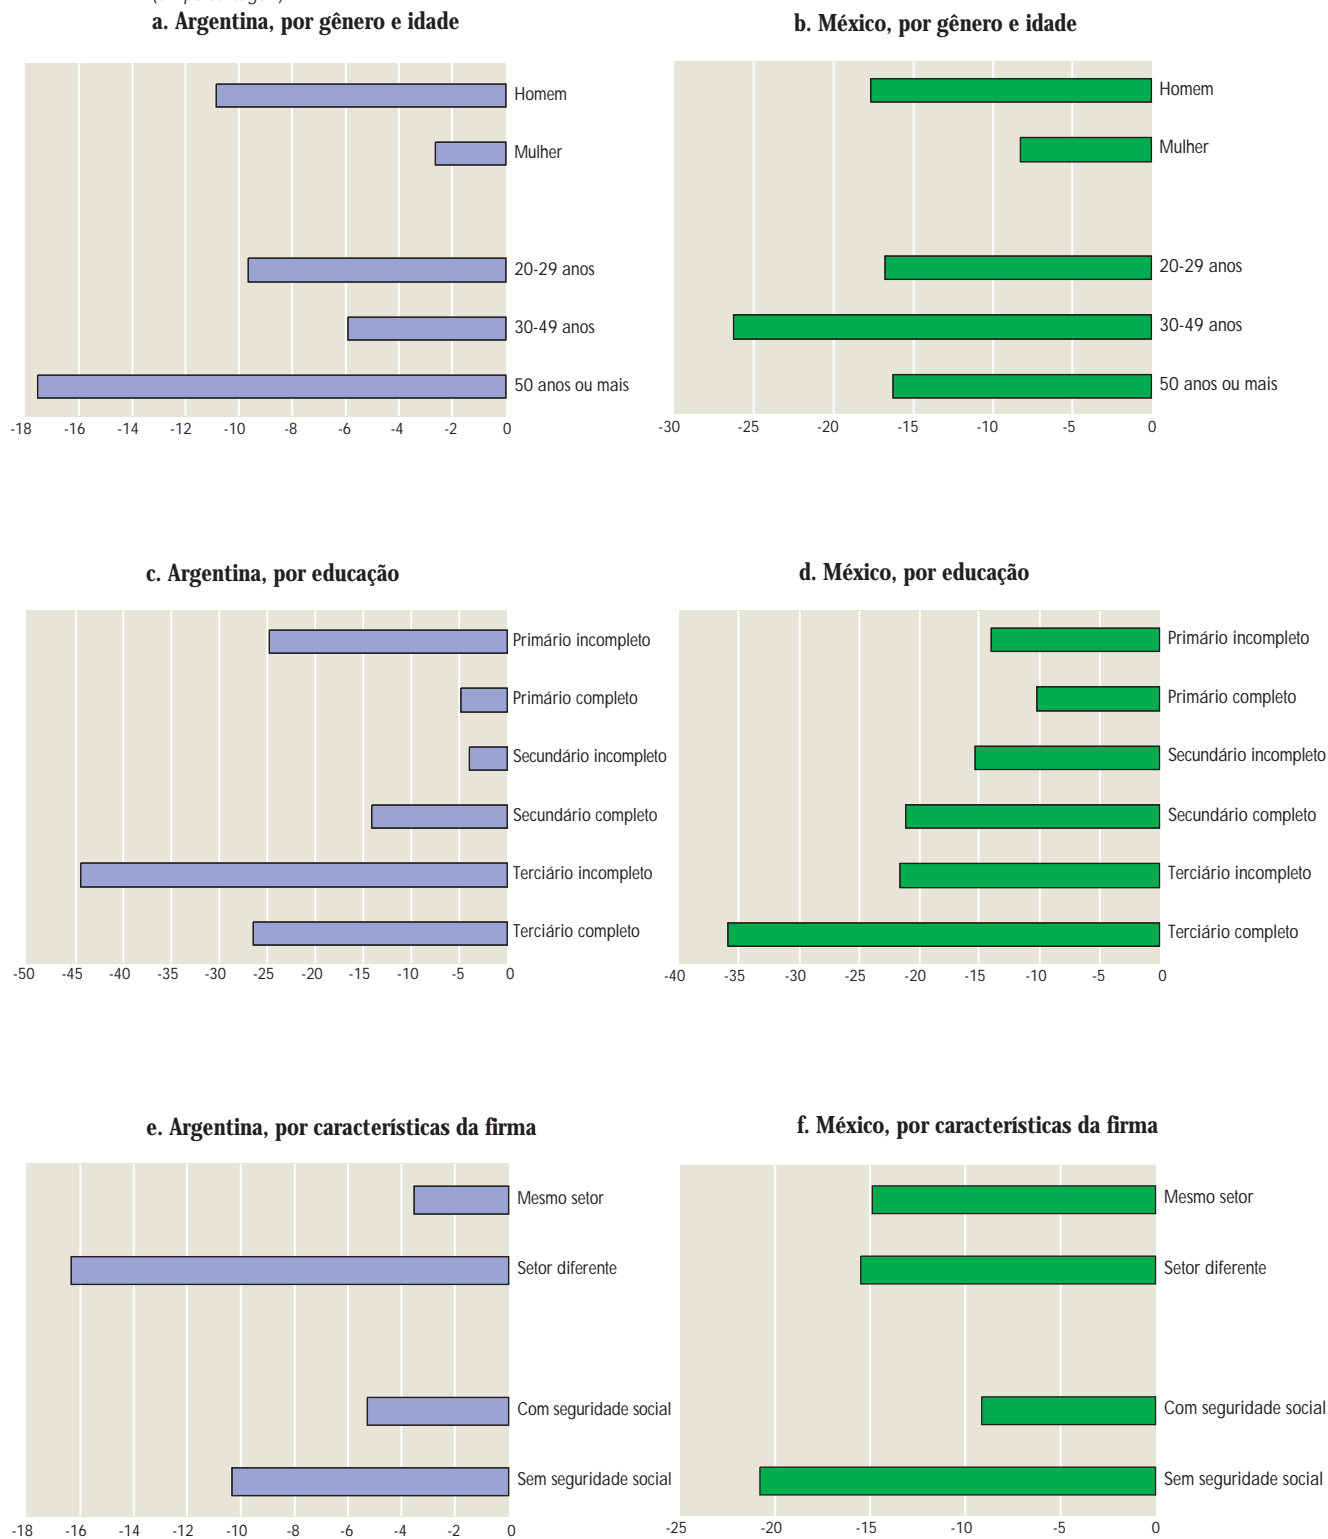 a. Argentina, por gênero e idade
Homem
Mulher
20-29 anos
30-49 anos
50 anos ou mais
-18 -16 -14 -12 -10 -8 -6 -4 -2 0
b. México, por gênero e idade
Homem
Mulher
20-29 anos
30-49 anos
50 anos ou mais
-30 -25 -20 -15 -10 -5 0
c. Argentina, por educação
Primário incompleto
Primário completo
Secundário incompleto
Secundário completo
Terciário incompleto
Terciário completo
-50 -45 -40 -35 -30 -25 -20 -15 -10 -5 0
d. México, por educação
Primário incompleto
Primário completo
Secundário incompleto
Secundário completo
Terciário incompleto
Terciário completo
-40 -35 -30 -25 -20 -15 -10 -5 0
e. Argentina, por características da firma
Mesmo setor
Setor diferente
Com seguridade social
Sem seguridade social
-18 -16 -14 -12 -10 -8 -6 -4 -2 0
f. México, por características da firma
Mesmo setor
Setor diferente
Com seguridade social
Sem seguridade social
-25 -20 -15 -10 -5 0